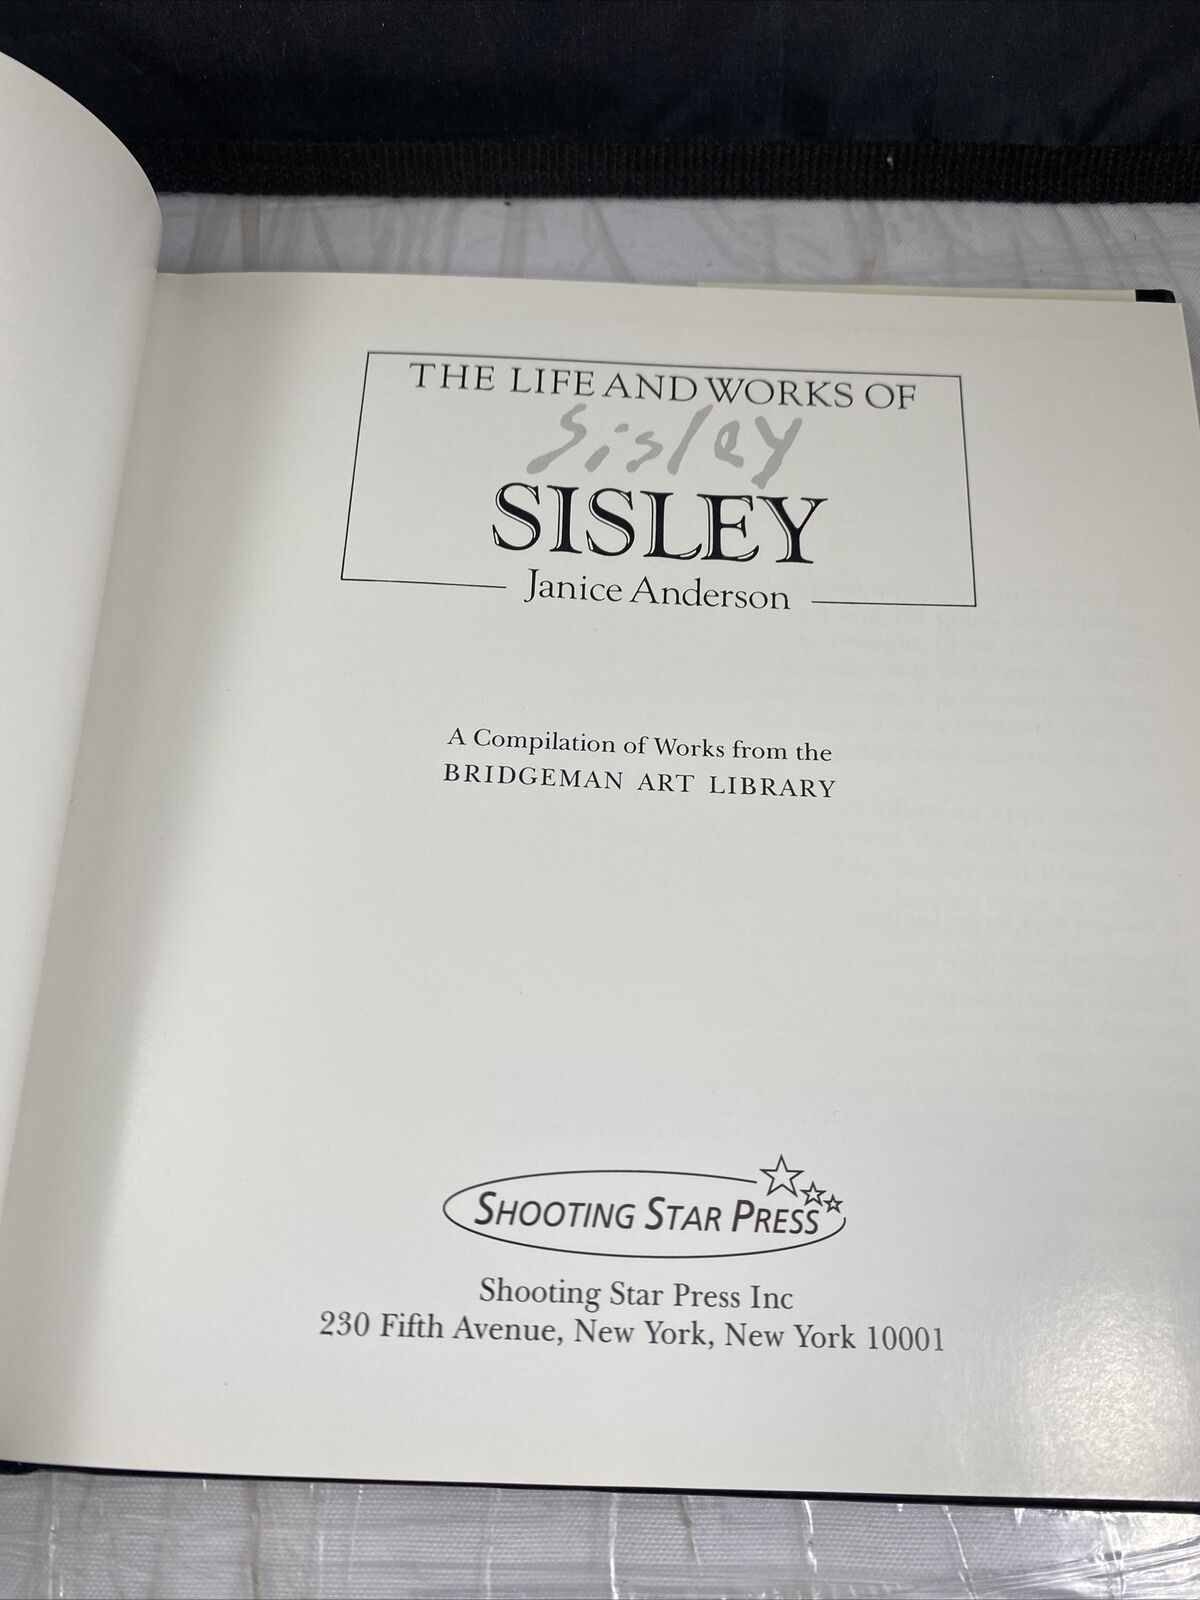 THE LIFE AND WORKS OF
Sisley
SISLEY
Janice Anderson
A Compilation of Works from the
BRIDGEMAN ART LIBRARY
SHOOTING STAR PRESS
Shooting Star Press Inc
230 Fifth Avenue, New York, New York 10001